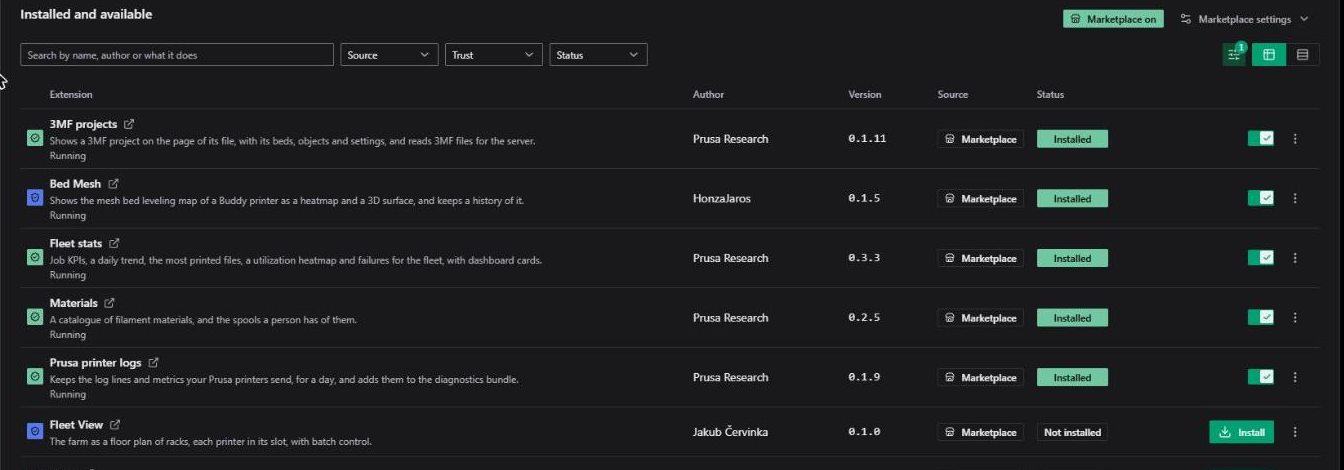 Installed and available
Marketplace on
Marketplace settings
Search by name, author or what it does
Source
Trust
Status
1
Extension Author Version Source Status
3MF projects
Shows a 3MF project on the page of its file, with its beds, objects and settings, and reads 3MF files for the server.
Running
Prusa Research 0.1.11 Marketplace Installed
Bed Mesh
Shows the mesh bed leveling map of a Buddy printer as a heatmap and a 3D surface, and keeps a history of it.
Running
HonzaJaros 0.1.5 Marketplace Installed
Fleet stats
Job KPIs, a daily trend, the most printed files, a utilization heatmap and failures for the fleet, with dashboard cards.
Running
Prusa Research 0.3.3 Marketplace Installed
Materials
A catalogue of filament materials, and the spools a person has of them.
Running
Prusa Research 0.2.5 Marketplace Installed
Prusa printer logs
Keeps the log lines and metrics your Prusa printers send, for a day, and adds them to the diagnostics bundle.
Running
Prusa Research 0.1.9 Marketplace Installed
Fleet View
The farm as a floor plan of racks, each printer in its slot, with batch control.
Jakub Červinka 0.1.0 Marketplace Not installed Install